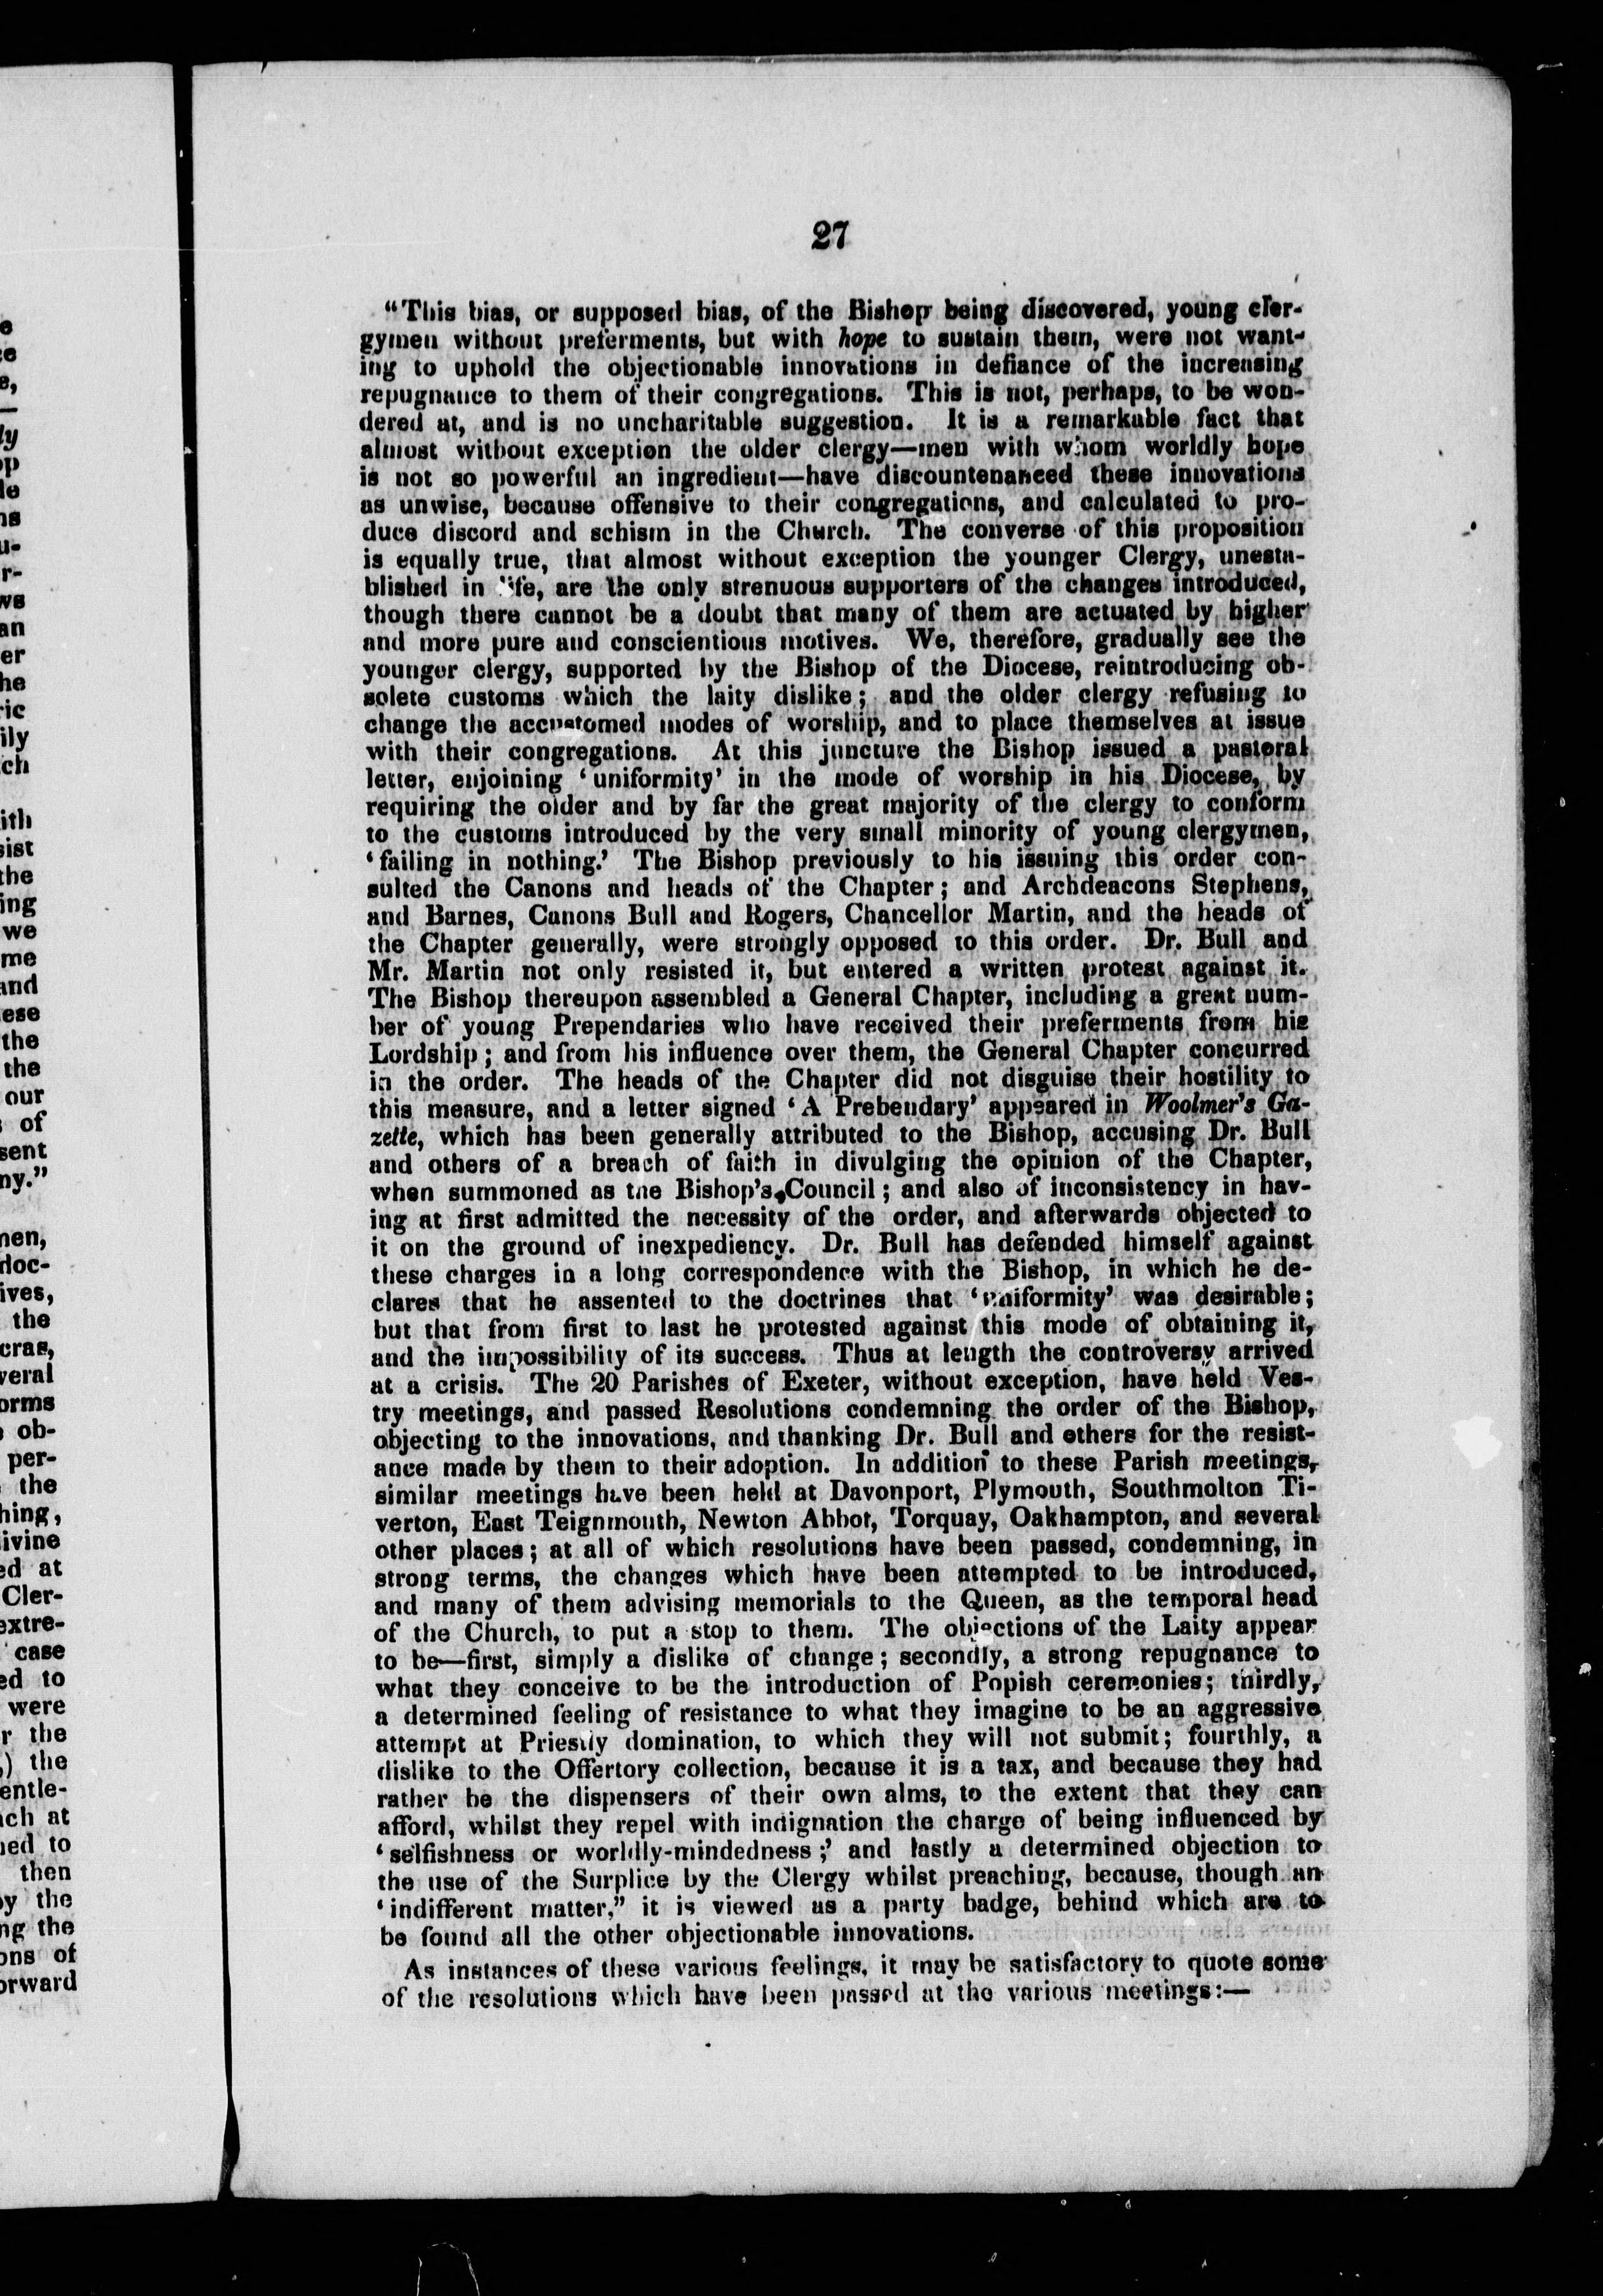 27
"This bias, or supposed bias, of the Bishop being discovered, young cler-
gymen without preferments, but with hope to sustain them, were not want-
ing to uphold the objectionable innovations in defiance of the increasing
repugnance to them of their congregations. This is not, perhaps, to be won-
dered at, and is no uncharitable suggestion. It is a remarkable fact that
almost without exception the older clergy—men with whom worldly hope
is not so powerful an ingredient—have discountenanced these innovations
as unwise, because offensive to their congregations, and calculated to pro-
duce discord and schism in the Church. The converse of this proposition
is equally true, that almost without exception the younger Clergy, unesta-
blished in life, are the only strenuous supporters of the changes introduced,
though there cannot be a doubt that many of them are actuated by higher
and more pure and conscientious motives. We, therefore, gradually see the
younger clergy, supported by the Bishop of the Diocese, reintroducing ob-
solete customs which the laity dislike; and the older clergy refusing to
change the accustomed modes of worship, and to place themselves at issue
with their congregations. At this juncture the Bishop issued a pastoral
letter, enjoining 'uniformity' in the mode of worship in his Diocese, by
requiring the older and by far the great majority of the clergy to conform
to the customs introduced by the very small minority of young clergymen,
'failing in nothing.' The Bishop previously to his issuing this order con-
sulted the Canons and heads of the Chapter; and Archdeacons Stephens,
and Barnes, Canons Bull and Rogers, Chancellor Martin, and the heads of
the Chapter generally, were strongly opposed to this order. Dr. Bull and
Mr. Martin not only resisted it, but entered a written protest against it.
The Bishop thereupon assembled a General Chapter, including a great num-
ber of young Prependaries who have received their preferments from his
Lordship; and from his influence over them, the General Chapter concurred
in the order. The heads of the Chapter did not disguise their hostility to
this measure, and a letter signed 'A Prebendary' appeared in Woolmer's Ga-
zette, which has been generally attributed to the Bishop, accusing Dr. Bull
and others of a breach of faith in divulging the opinion of the Chapter,
when summoned as the Bishop's Council; and also of inconsistency in hav-
ing at first admitted the necessity of the order, and afterwards objected to
it on the ground of inexpediency. Dr. Bull has defended himself against
these charges in a long correspondence with the Bishop, in which he de-
clares that he assented to the doctrines that 'uniformity' was desirable;
but that from first to last he protested against this mode of obtaining it,
and the impossibility of its success. Thus at length the controversy arrived
at a crisis. The 20 Parishes of Exeter, without exception, have held Ves-
try meetings, and passed Resolutions condemning the order of the Bishop,
objecting to the innovations, and thanking Dr. Bull and others for the resist-
ance made by them to their adoption. In addition to these Parish meetings,
similar meetings have been held at Davonport, Plymouth, Southmolton Ti-
verton, East Teignmouth, Newton Abbot, Torquay, Oakhampton, and several
other places; at all of which resolutions have been passed, condemning, in
strong terms, the changes which have been attempted to be introduced,
and many of them advising memorials to the Queen, as the temporal head
of the Church, to put a stop to them. The objections of the Laity appear
to be—first, simply a dislike of change; secondly, a strong repugnance to
what they conceive to be the introduction of Popish ceremonies; thirdly,
a determined feeling of resistance to what they imagine to be an aggressive
attempt at Priestly domination, to which they will not submit; fourthly, a
dislike to the Offertory collection, because it is a tax, and because they had
rather be the dispensers of their own alms, to the extent that they can
afford, whilst they repel with indignation the charge of being influenced by
'selfishness or worldly-mindedness;' and lastly a determined objection to
the use of the Surplice by the Clergy whilst preaching, because, though an
'indifferent matter," it is viewed as a party badge, behind which are to
be found all the other objectionable innovations.
As instances of these various feelings, it may be satisfactory to quote some
of the resolutions which have been passed at the various meetings:—